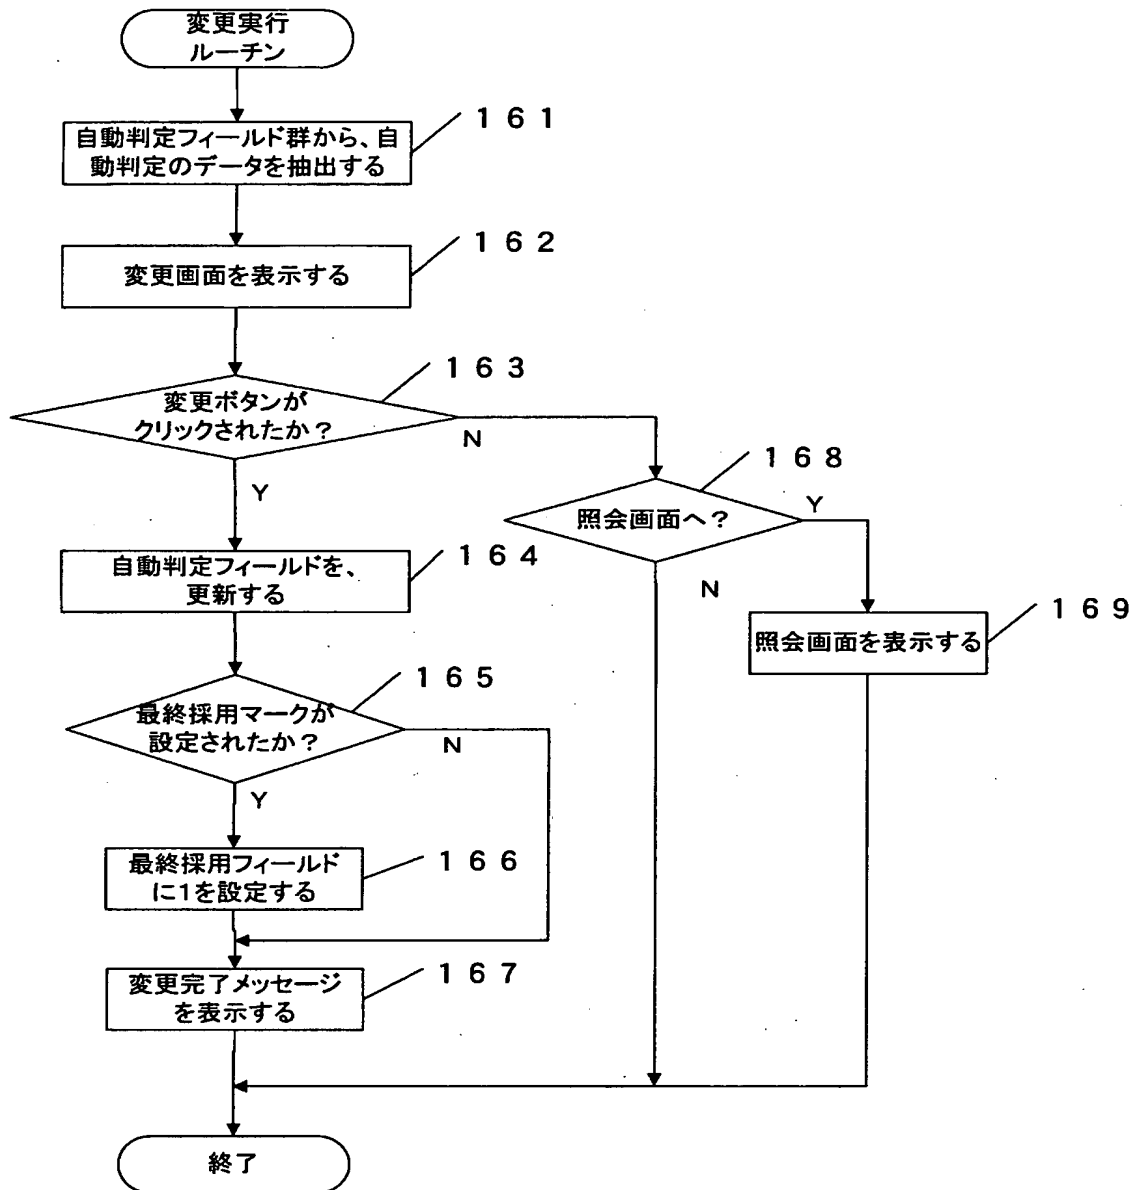 変更実行
ルーチン
161
自動判定フィールド群から、自
動判定のデータを抽出する
162
変更画面を表示する
163
変更ボタンが
クリックされたか？
N
Y
168
照会画面へ？
Y
N
164
自動判定フィールドを、
更新する
169
照会画面を表示する
165
最終採用マークが
設定されたか？
N
Y
166
最終採用フィールド
に1を設定する
167
変更完了メッセージ
を表示する
終了